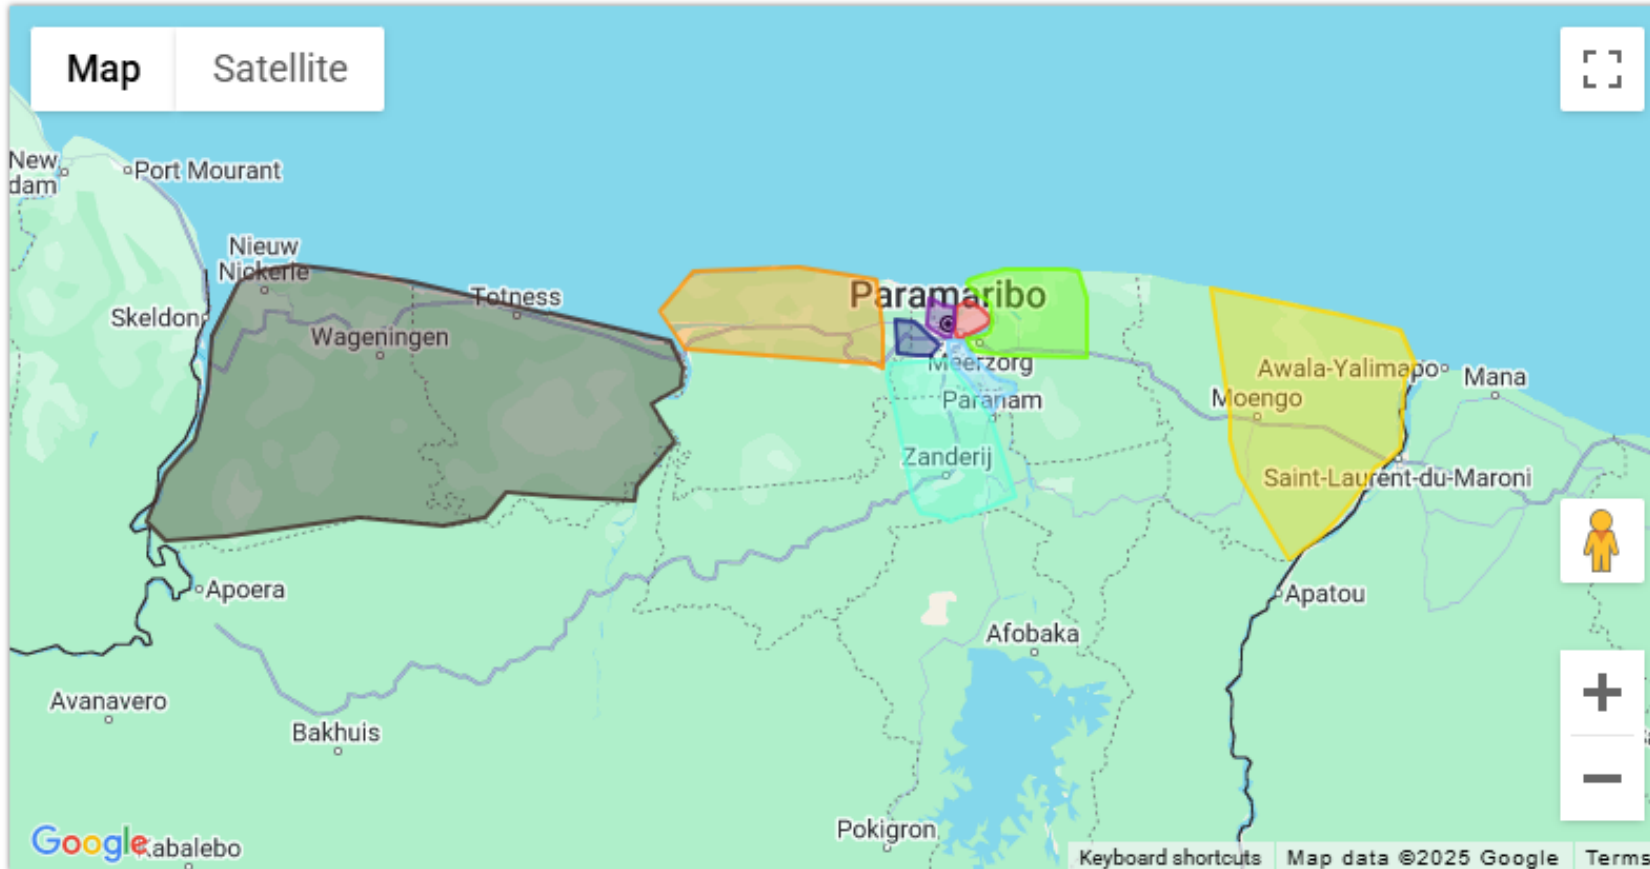 Map
Satellite
New
dam
Port Mourant
Nieuw
Nickerie
Skeldon
Totness
Wageningen
Paramaribo
Meerzorg
Paranam
Zanderij
Awala-Yalimapo
Mana
Moengo
Saint-Laurent-du-Maroni
Apoera
Apatou
Afobaka
Avanavero
Bakhuis
Pokigron
Google
Kabalebo
Keyboard shortcuts
Map data ©2025 Google
Terms